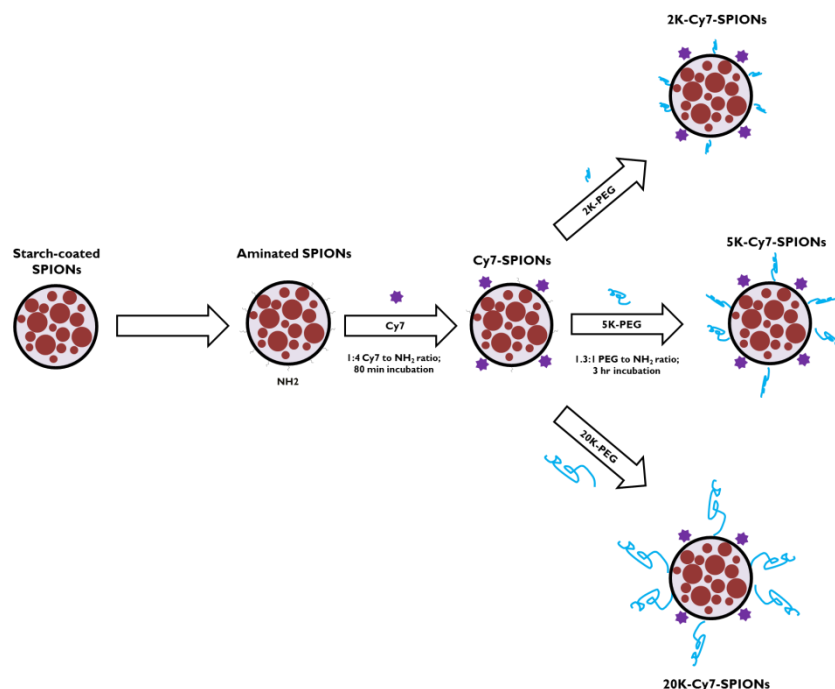 2K-Cy7-SPIONs
2K-PEG
Starch-coated
SPIONs
Aminated SPIONs
Cy7-SPIONs
5K-Cy7-SPIONs
Cy7
5K-PEG
1:4 Cy7 to NH₂ ratio;
80 min incubation
1.3:1 PEG to NH₂ ratio;
3 hr incubation
NH2
20K-PEG
20K-Cy7-SPIONs